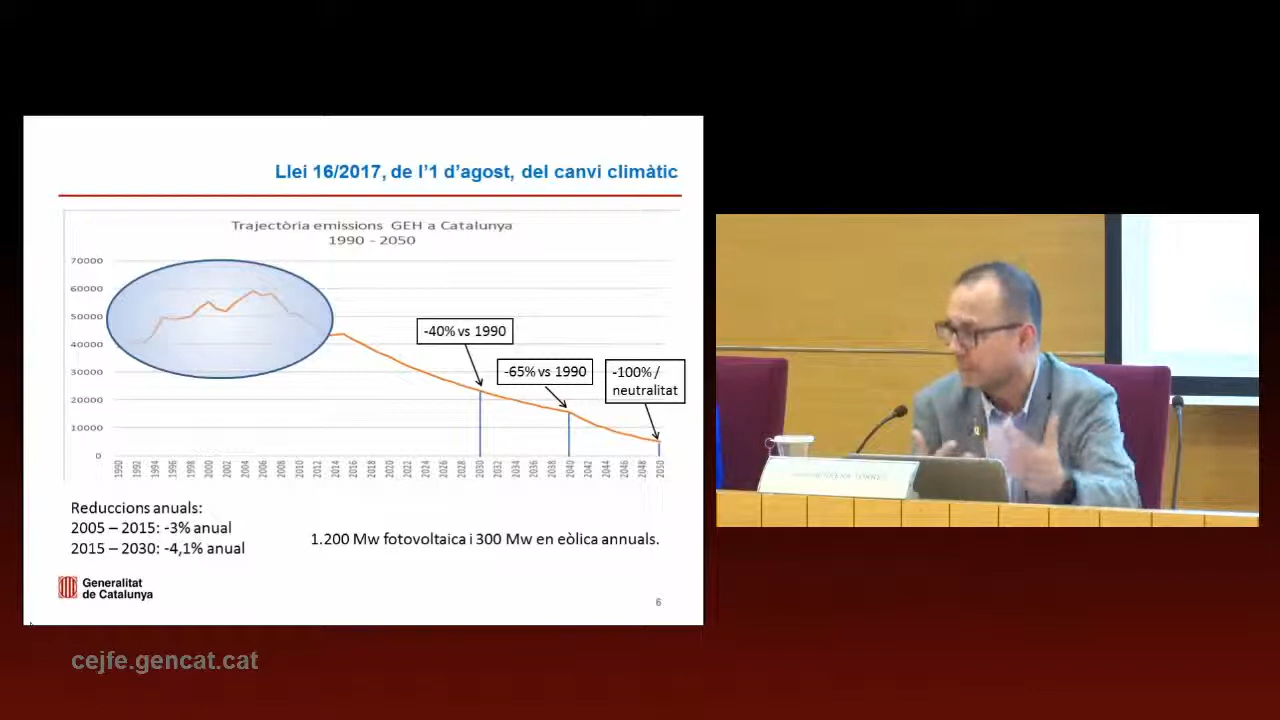 Llei 16/2017, de l’1 d’agost, del canvi climàtic
Trajectòria emissions GEH a Catalunya
1990 - 2050
70000
60000
50000
40000
30000
20000
10000
0
-40% vs 1990
-65% vs 1990
-100% /
neutralitat
1990 1992 1994 1996 1998 2000 2002 2004 2006 2008 2010 2012 2014 2016 2018 2020 2022 2024 2026 2028 2030 2032 2034 2036 2038 2040 2042 2044 2046 2048 2050
Reduccions anuals:
2005 – 2015: -3% anual
2015 – 2030: -4,1% anual
1.200 Mw fotovoltaica i 300 Mw en eòlica annuals.
Generalitat
de Catalunya
6
TORRES
cejfe.gencat.cat